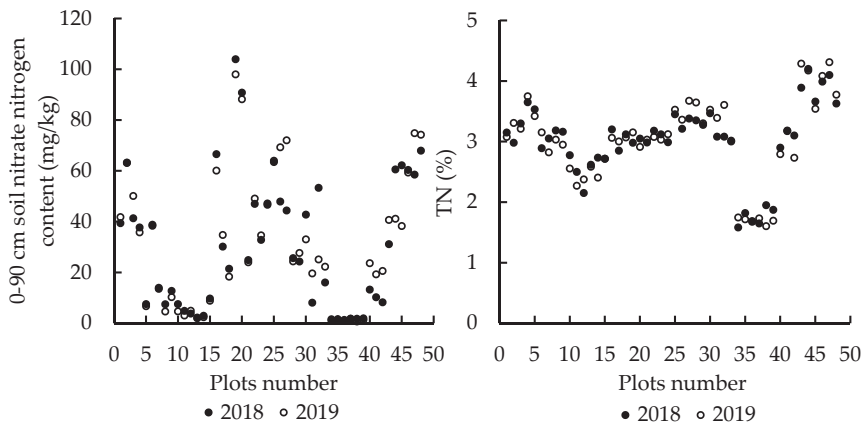 0-90 cm soil nitrate nitrogen
content (mg/kg)
120
100
80
60
40
20
0
0 5 10 15 20 25 30 35 40 45 50
Plots number
2018 2019
TN (%)
5
4
3
2
1
0
0 5 10 15 20 25 30 35 40 45 50
Plots number
2018 2019